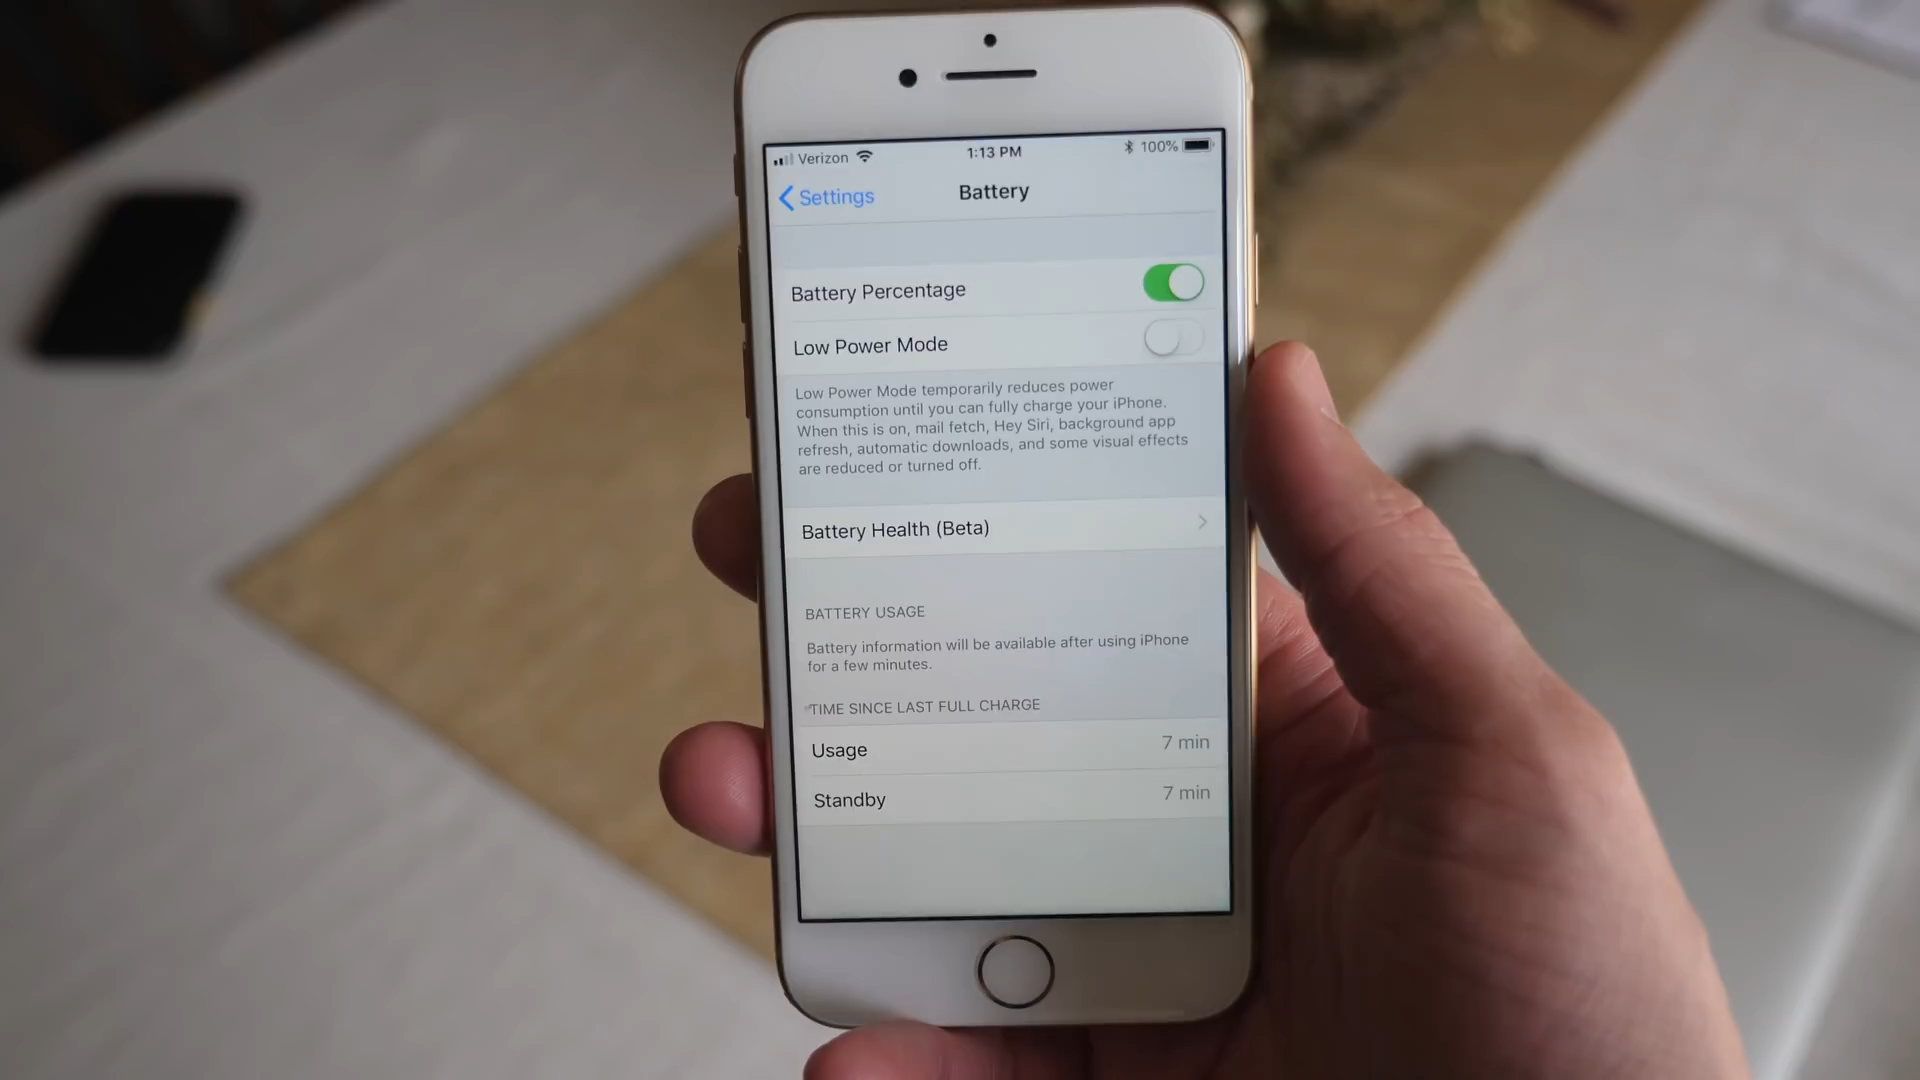 Verizon 1:13 PM 100%
Settings Battery
Battery Percentage
Low Power Mode
Low Power Mode temporarily reduces power
consumption until you can fully charge your iPhone.
When this is on, mail fetch, Hey Siri, background app
refresh, automatic downloads, and some visual effects
are reduced or turned off.
Battery Health (Beta)
BATTERY USAGE
Battery information will be available after using iPhone
for a few minutes.
TIME SINCE LAST FULL CHARGE
Usage 7 min
Standby 7 min